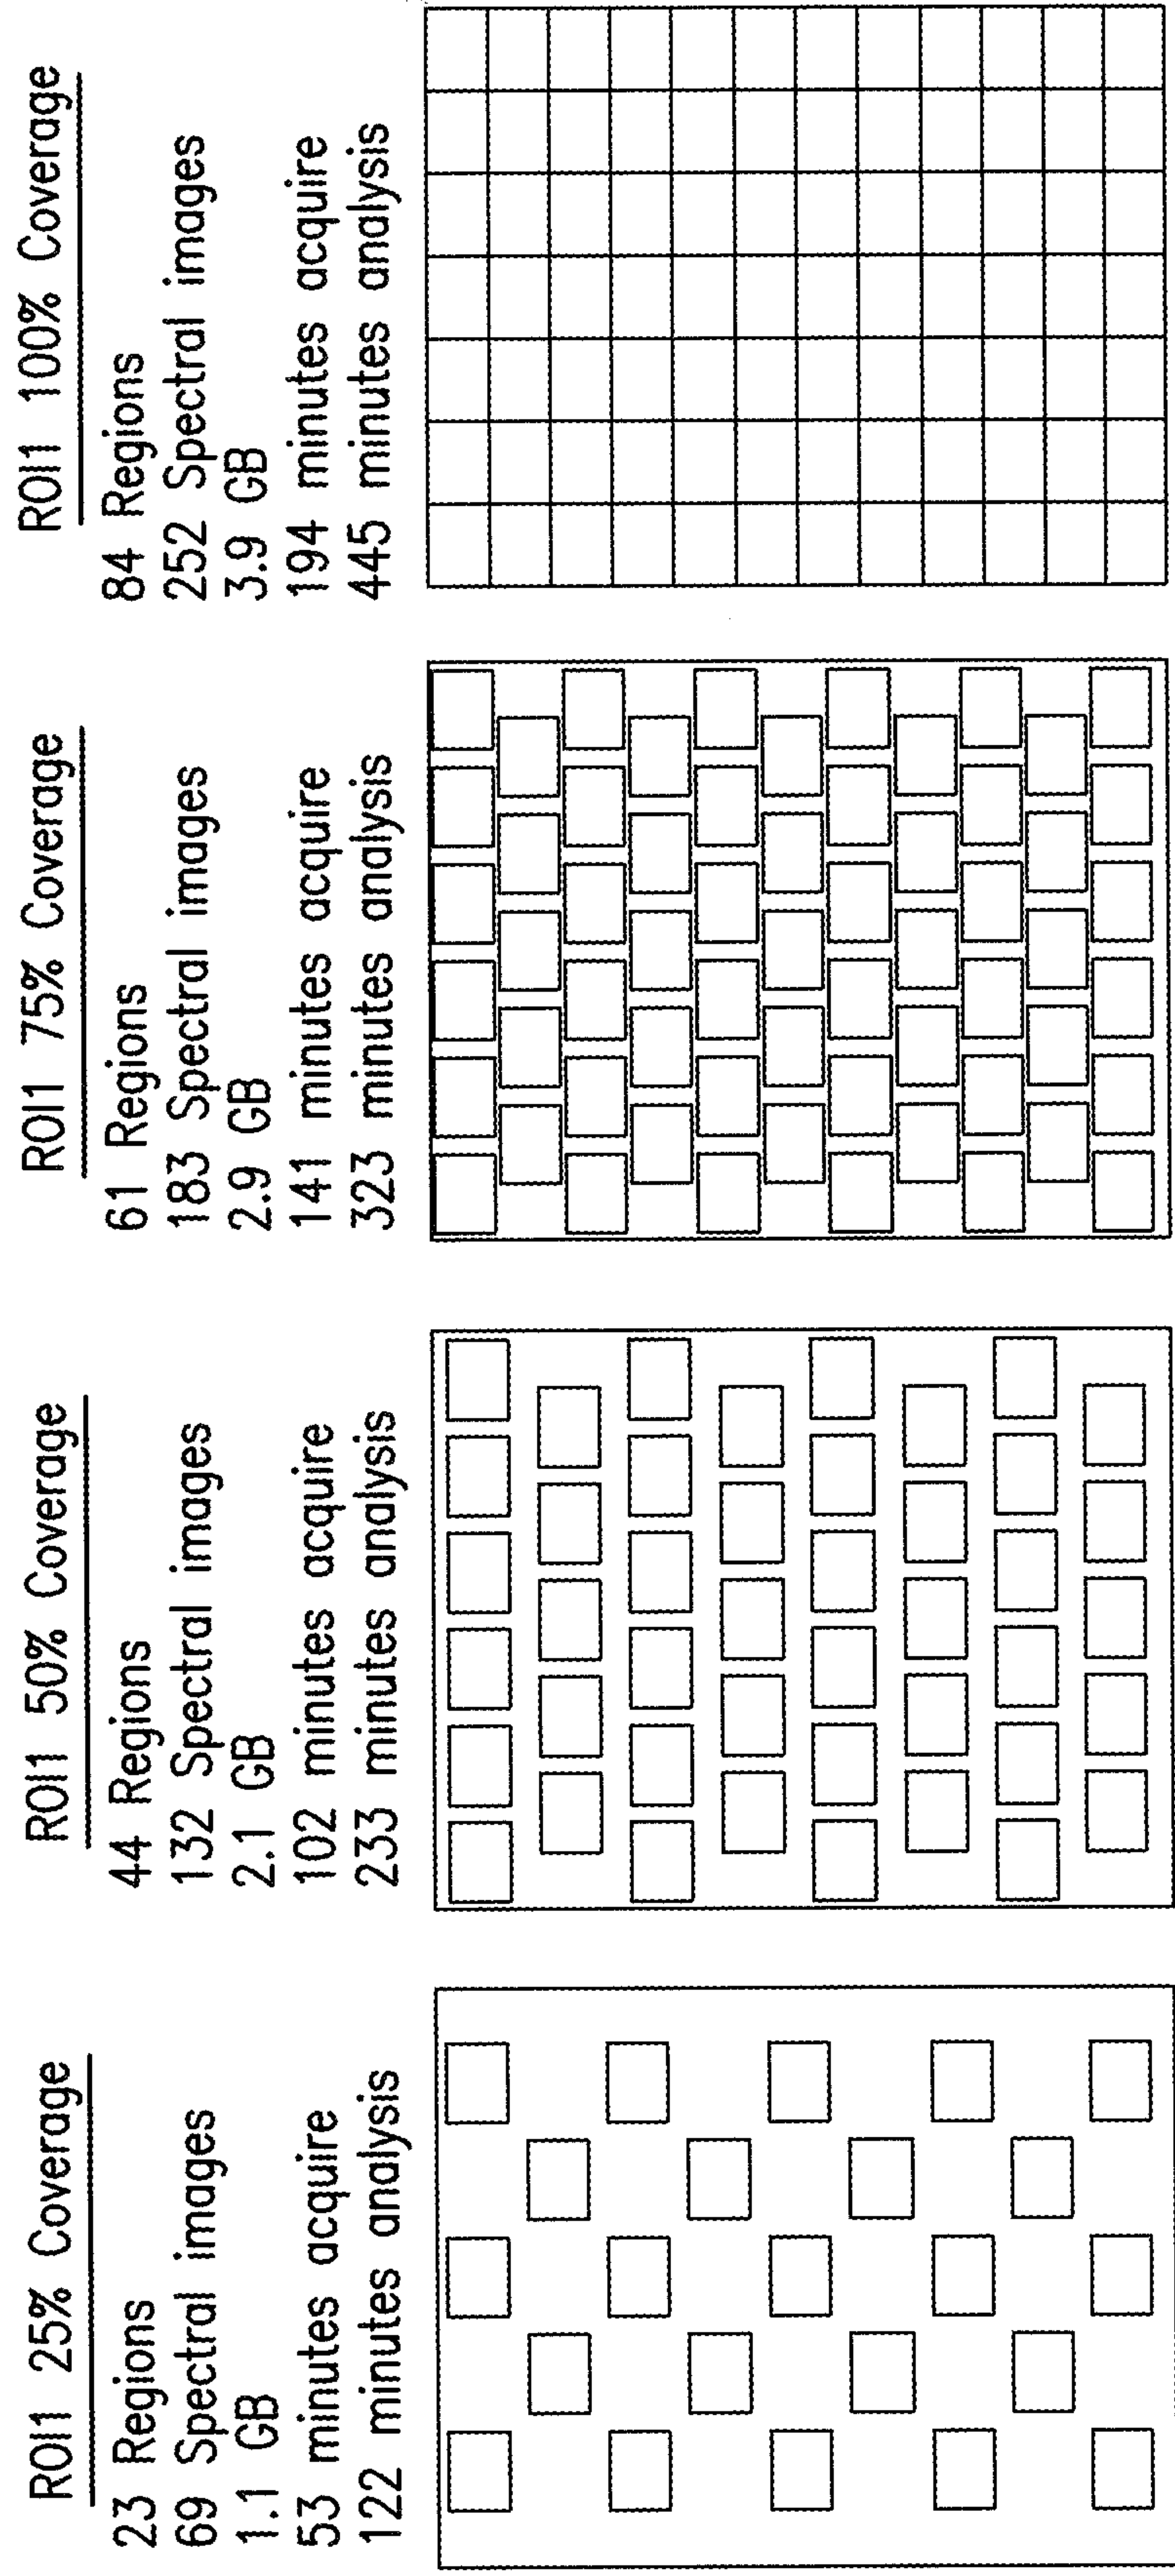 ROI1 25% Coverage
23 Regions
69 Spectral images
1.1 GB
53 minutes acquire
122 minutes analysis
ROI1 50% Coverage
44 Regions
132 Spectral images
2.1 GB
102 minutes acquire
233 minutes analysis
ROI1 75% Coverage
61 Regions
183 Spectral images
2.9 GB
141 minutes acquire
323 minutes analysis
ROI1 100% Coverage
84 Regions
252 Spectral images
3.9 GB
194 minutes acquire
445 minutes analysis